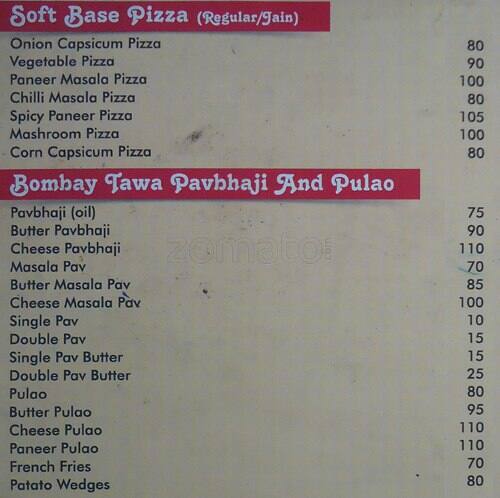 Soft Base Pizza (Regular/Jain)
Onion Capsicum Pizza 80
Vegetable Pizza 90
Paneer Masala Pizza 100
Chilli Masala Pizza 80
Spicy Paneer Pizza 105
Mashroom Pizza 100
Corn Capsicum Pizza 80
Bombay Tawa Pavbhaji And Pulao
Pavbhaji (oil) 75
Butter Pavbhaji 90
Cheese Pavbhaji 110
zomato
Masala Pav 70
Butter Masala Pav 85
Cheese Masala Pav 100
Single Pav 10
Double Pav 15
Single Pav Butter 15
Double Pav Butter 25
Pulao 80
Butter Pulao 95
Cheese Pulao 110
Paneer Pulao 110
French Fries 70
Patato Wedges 80